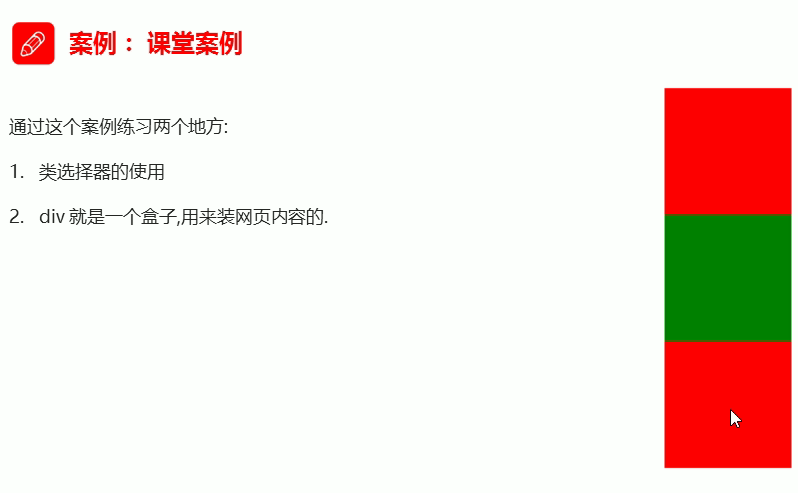 案例 ： 课堂案例
通过这个案例练习两个地方:
1. 类选择器的使用
2. div 就是一个盒子,用来装网页内容的.